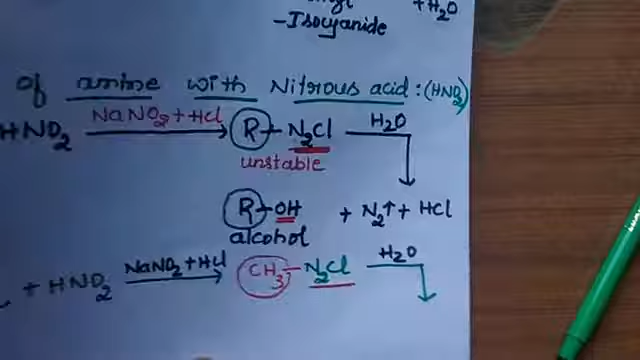 + H₂O
-Isocyanide
of amine with Nitrous acid:(HNO₂)
HNO₂ NaNO₂+HCl R-N₂Cl H₂O
unstable
R-OH + N₂↑ + HCl
alcohol
+ HNO₂ NaNO₂+HCl CH₃-N₂Cl H₂O